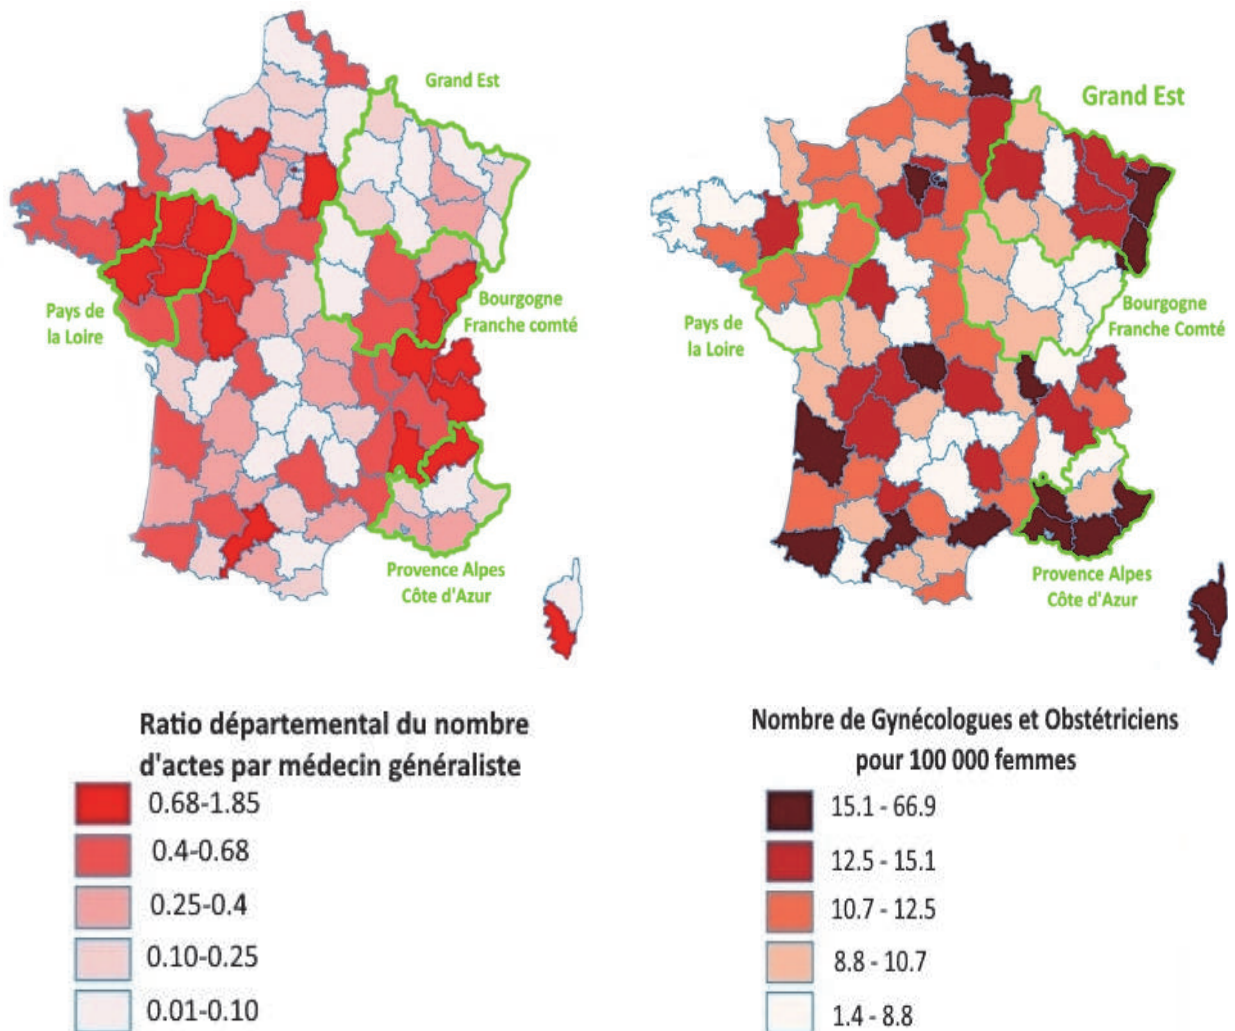 Grand Est
Pays de
la Loire
Bourgogne
Franche comté
Provence Alpes
Côte d'Azur
Ratio départemental du nombre
d'actes par médecin généraliste
0.68-1.85
0.4-0.68
0.25-0.4
0.10-0.25
0.01-0.10
Grand Est
Pays de
la Loire
Bourgogne
Franche Comté
Provence Alpes
Côte d'Azur
Nombre de Gynécologues et Obstétriciens
pour 100 000 femmes
15.1 - 66.9
12.5 - 15.1
10.7 - 12.5
8.8 - 10.7
1.4 - 8.8